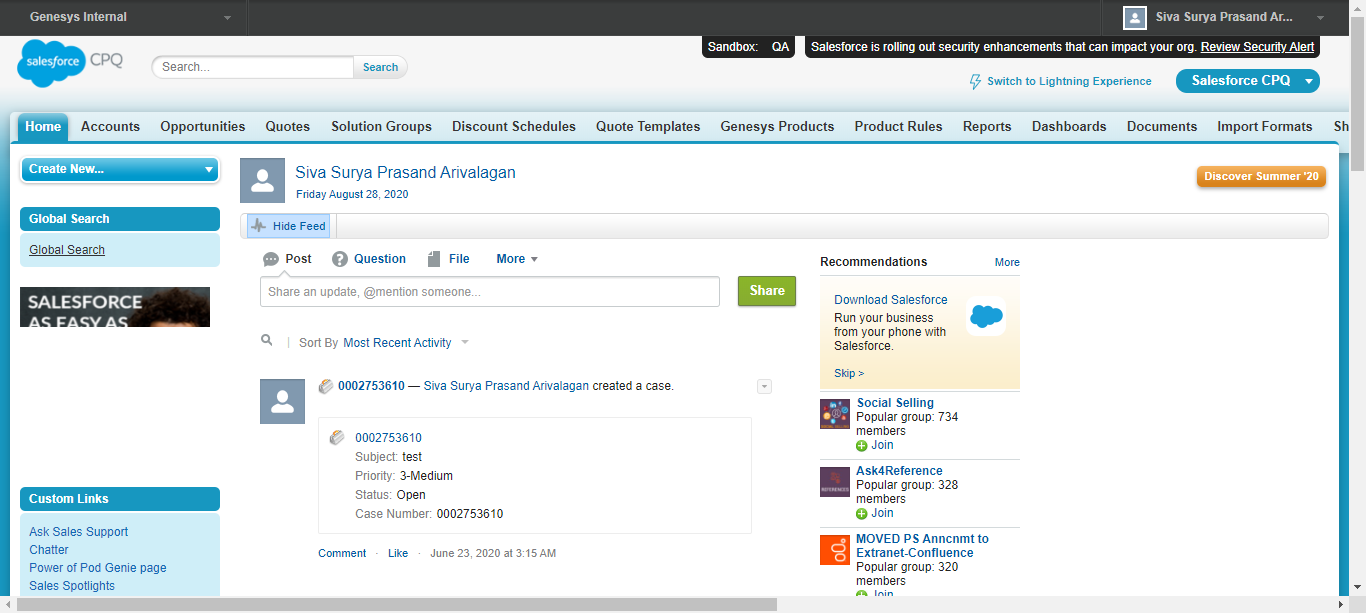 Genesys Internal
Siva Surya Prasand Ar...
salesforce CPQ
Search...
Search
Sandbox: QA
Salesforce is rolling out security enhancements that can impact your org. Review Security Alert
Switch to Lightning Experience
Salesforce CPQ
Home Accounts Opportunities Quotes Solution Groups Discount Schedules Quote Templates Genesys Products Product Rules Reports Dashboards Documents Import Formats Sh
Create New...
Global Search
Global Search
SALESFORCE
AS EASY AS
Custom Links
Ask Sales Support
Chatter
Power of Pod Genie page
Sales Spotlights
Siva Surya Prasand Arivalagan
Friday August 28, 2020
Discover Summer '20
Hide Feed
Post Question File More
Share an update, @mention someone...
Share
Sort By Most Recent Activity
0002753610 — Siva Surya Prasand Arivalagan created a case.
0002753610
Subject: test
Priority: 3-Medium
Status: Open
Case Number: 0002753610
Comment · Like · June 23, 2020 at 3:15 AM
Recommendations More
Download Salesforce
Run your business
from your phone with
Salesforce.
Skip >
Social Selling
Popular group: 734
members
Join
Ask4Reference
Popular group: 328
members
Join
MOVED PS Anncnmt to
Extranet-Confluence
Popular group: 320
members
Join